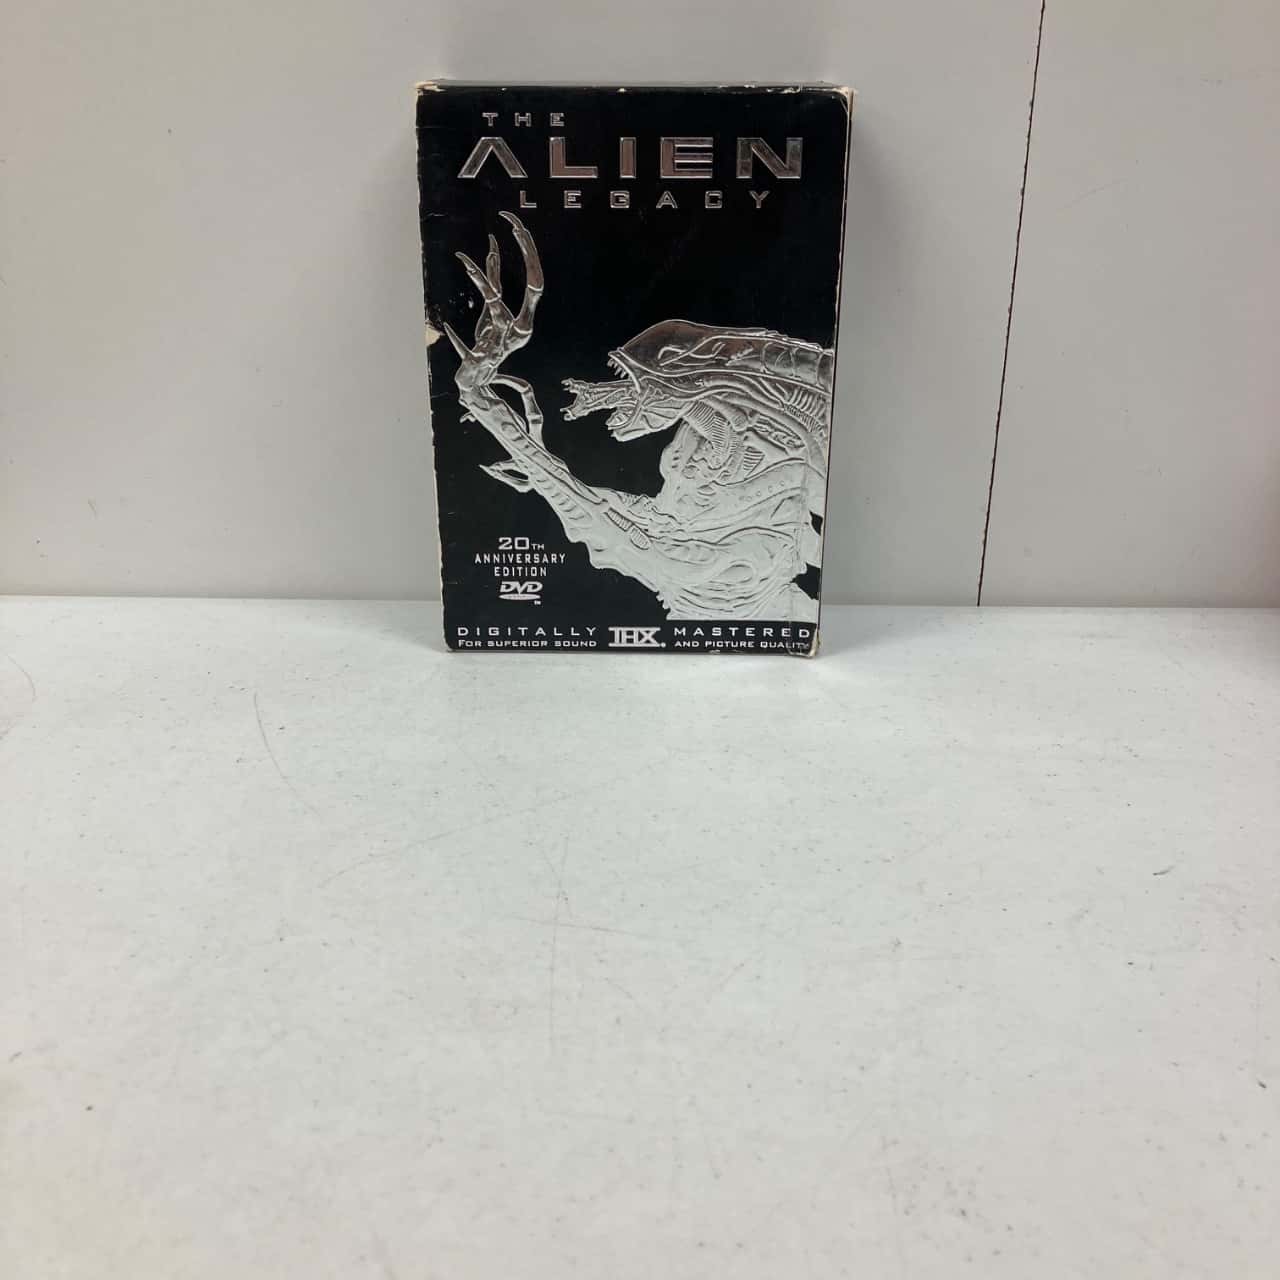 THE
ALIEN
LEGACY
20TH
ANNIVERSARY
EDITION
DVD
DIGITALLY THX MASTERED
FOR SUPERIOR SOUND AND PICTURE QUALITY